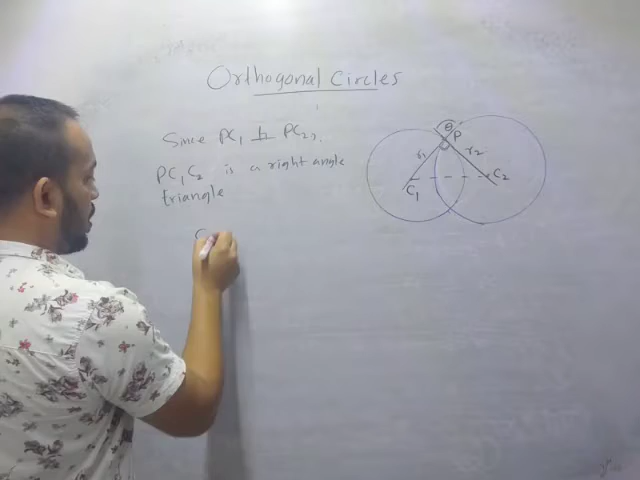 Orthogonal Circles
Since PC₁ ⊥ PC₂,
PC₁C₂ is a right angle
triangle
C
θ
P
r₁
r₂
C₁
C₂